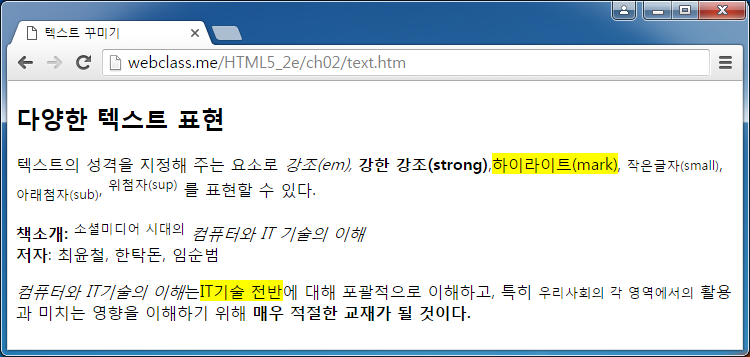 텍스트 꾸미기
webclass.me/HTML5_2e/ch02/text.htm
다양한 텍스트 표현
텍스트의 성격을 지정해 주는 요소로 강조(em), 강한 강조(strong),하이라이트(mark), 작은글자(small),
아래첨자(sub), 위첨자(sup) 를 표현할 수 있다.
책소개: 소셜미디어 시대의 컴퓨터와 IT 기술의 이해
저자: 최윤철, 한탁돈, 임순범
컴퓨터와 IT기술의 이해는IT기술 전반에 대해 포괄적으로 이해하고, 특히 우리사회의 각 영역에서의 활용
과 미치는 영향을 이해하기 위해 매우 적절한 교재가 될 것이다.